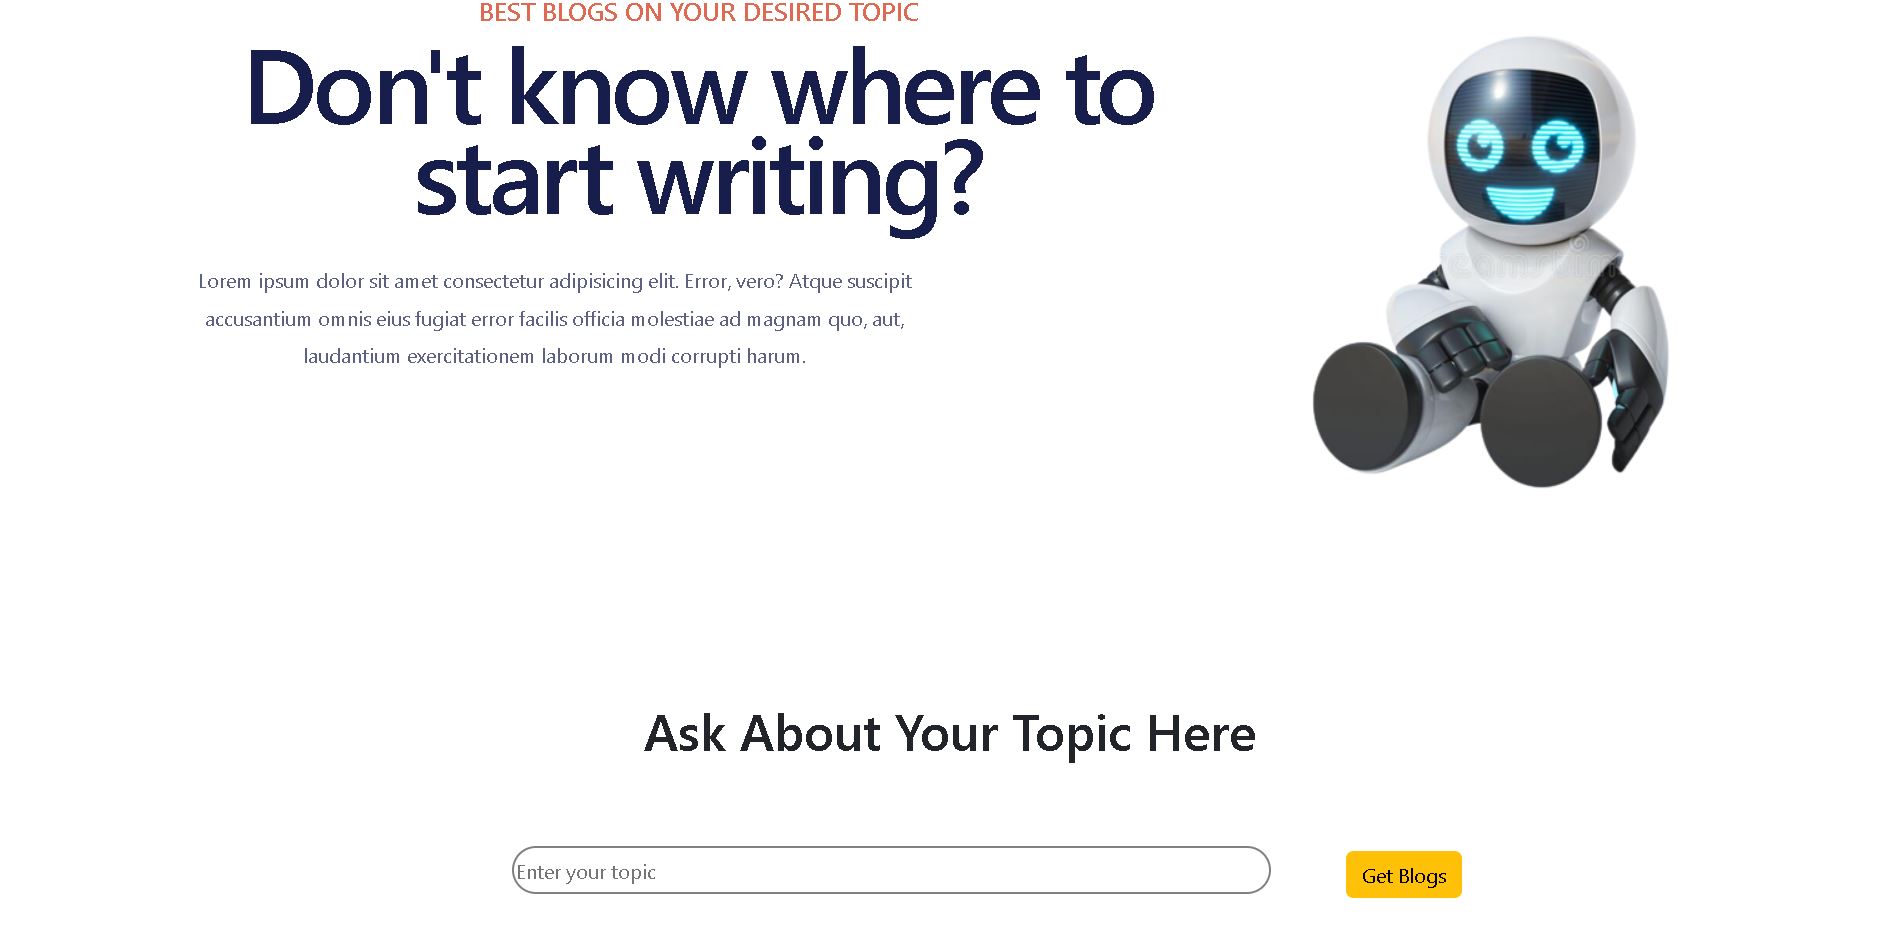 BEST BLOGS ON YOUR DESIRED TOPIC
Don't know where to
start writing?
Lorem ipsum dolor sit amet consectetur adipisicing elit. Error, vero? Atque suscipit
accusantium omnis eius fugiat error facilis officia molestiae ad magnam quo, aut,
laudantium exercitationem laborum modi corrupti harum.
Ask About Your Topic Here
Enter your topic
Get Blogs